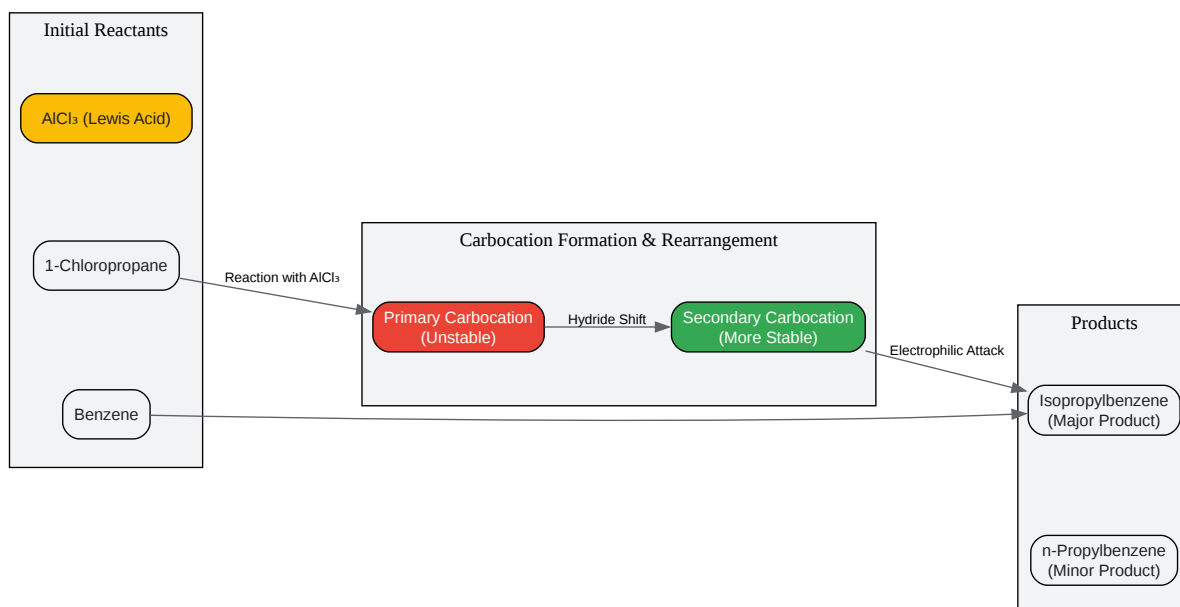 Initial Reactants
AlCl₃ (Lewis Acid)
1-Chloropropane
Benzene
Reaction with AlCl₃
Carbocation Formation & Rearrangement
Primary Carbocation
(Unstable)
Hydride Shift
Secondary Carbocation
(More Stable)
Electrophilic Attack
Products
Isopropylbenzene
(Major Product)
n-Propylbenzene
(Minor Product)